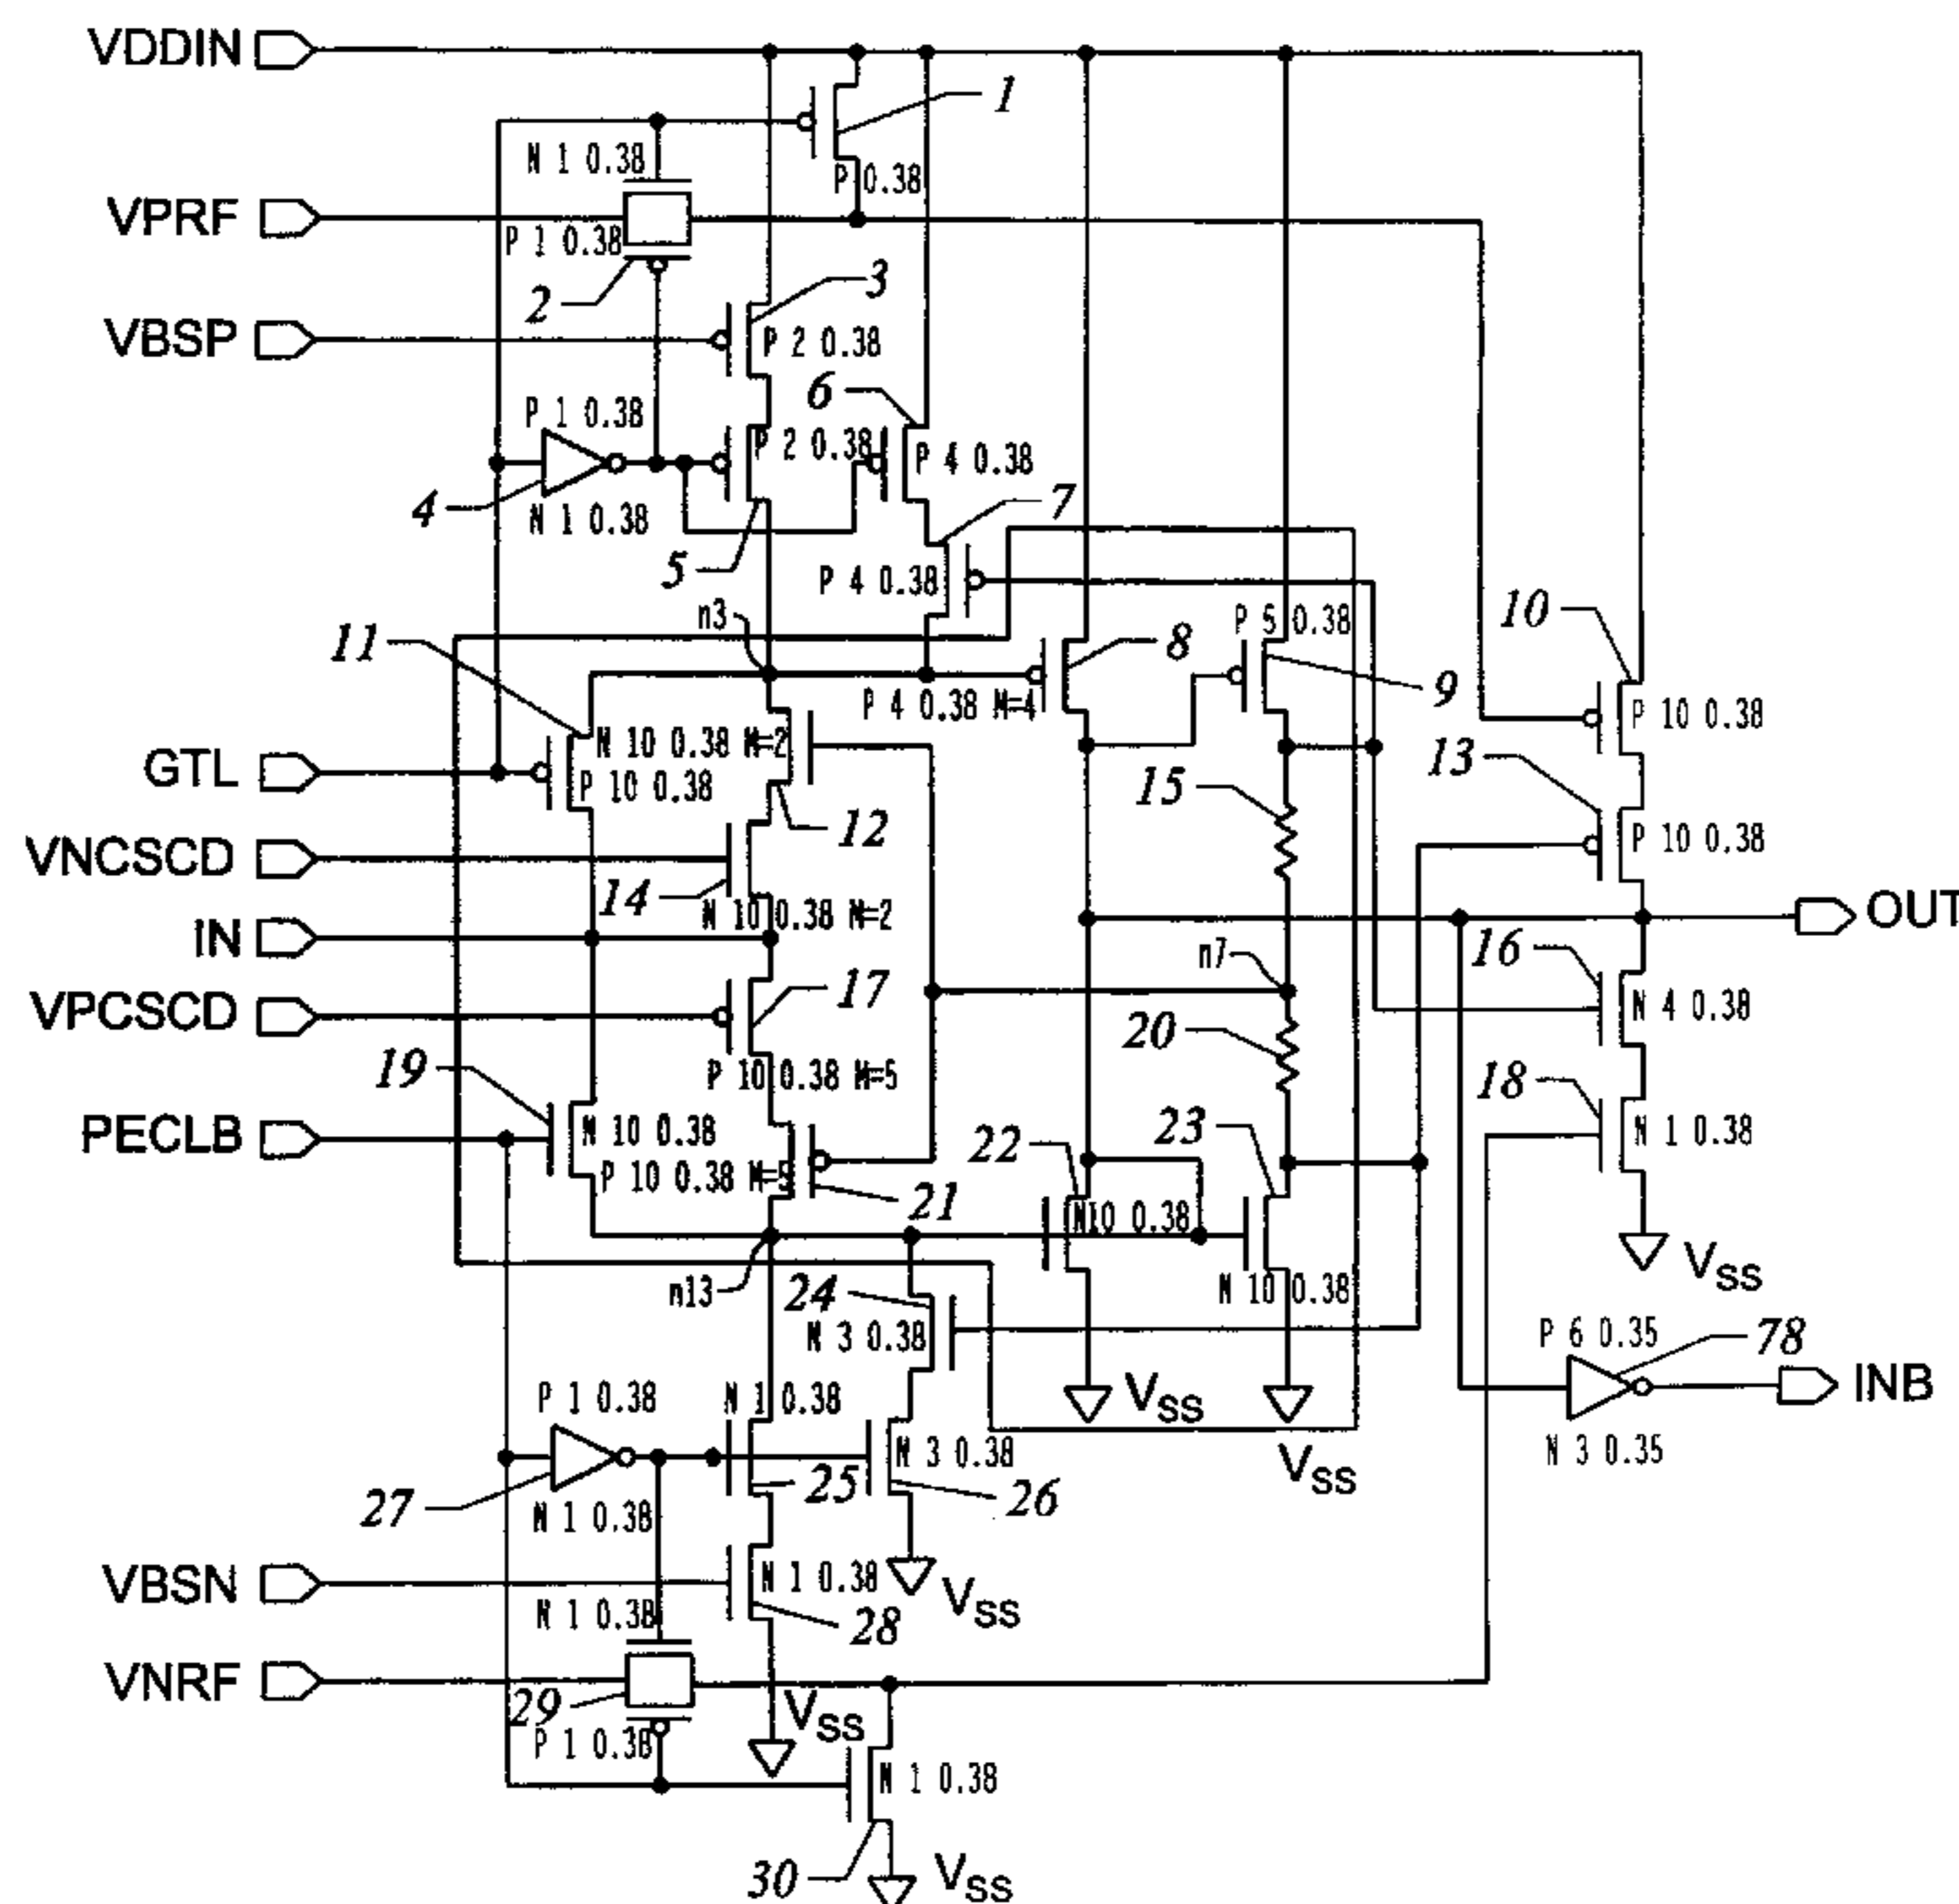 VDDIN
1
N 1 0.38
P 0.38
VPRF
P 1 0.38
2
3
VBSP
P 2 0.38
6
P 1 0.38
P 2 0.38
P 4 0.38
4
N 1 0.38
7
5
P 4 0.38
n3
P 5 0.38
10
11
8
9
P 4 0.38 M=4
P 10 0.38
N 10 0.38 M=2
GTL
P 10 0.38
15
13
12
P 10 0.38
VNCSCD
14
N 10 0.38 M=2
IN
OUT
n7
16
17
VPCSCD
20
N 4 0.38
P 10 0.38 M=5
19
18
PECLB
N 10 0.38
22
23
N 1 0.38
P 10 0.38 M=5
21
N10 0.38
VSS
n13
24
N 10 0.38
N 3 0.38
P 6 0.35
78
P 1 0.38
N 1 0.38
VSS
INB
N 3 0.38
VSS
N 3 0.35
27
25
26
N 1 0.38
VBSN
N 1 0.38
VSS
N 1 0.38
28
VNRF
29
VSS
P 1 0.38
N 1 0.38
30
VSS